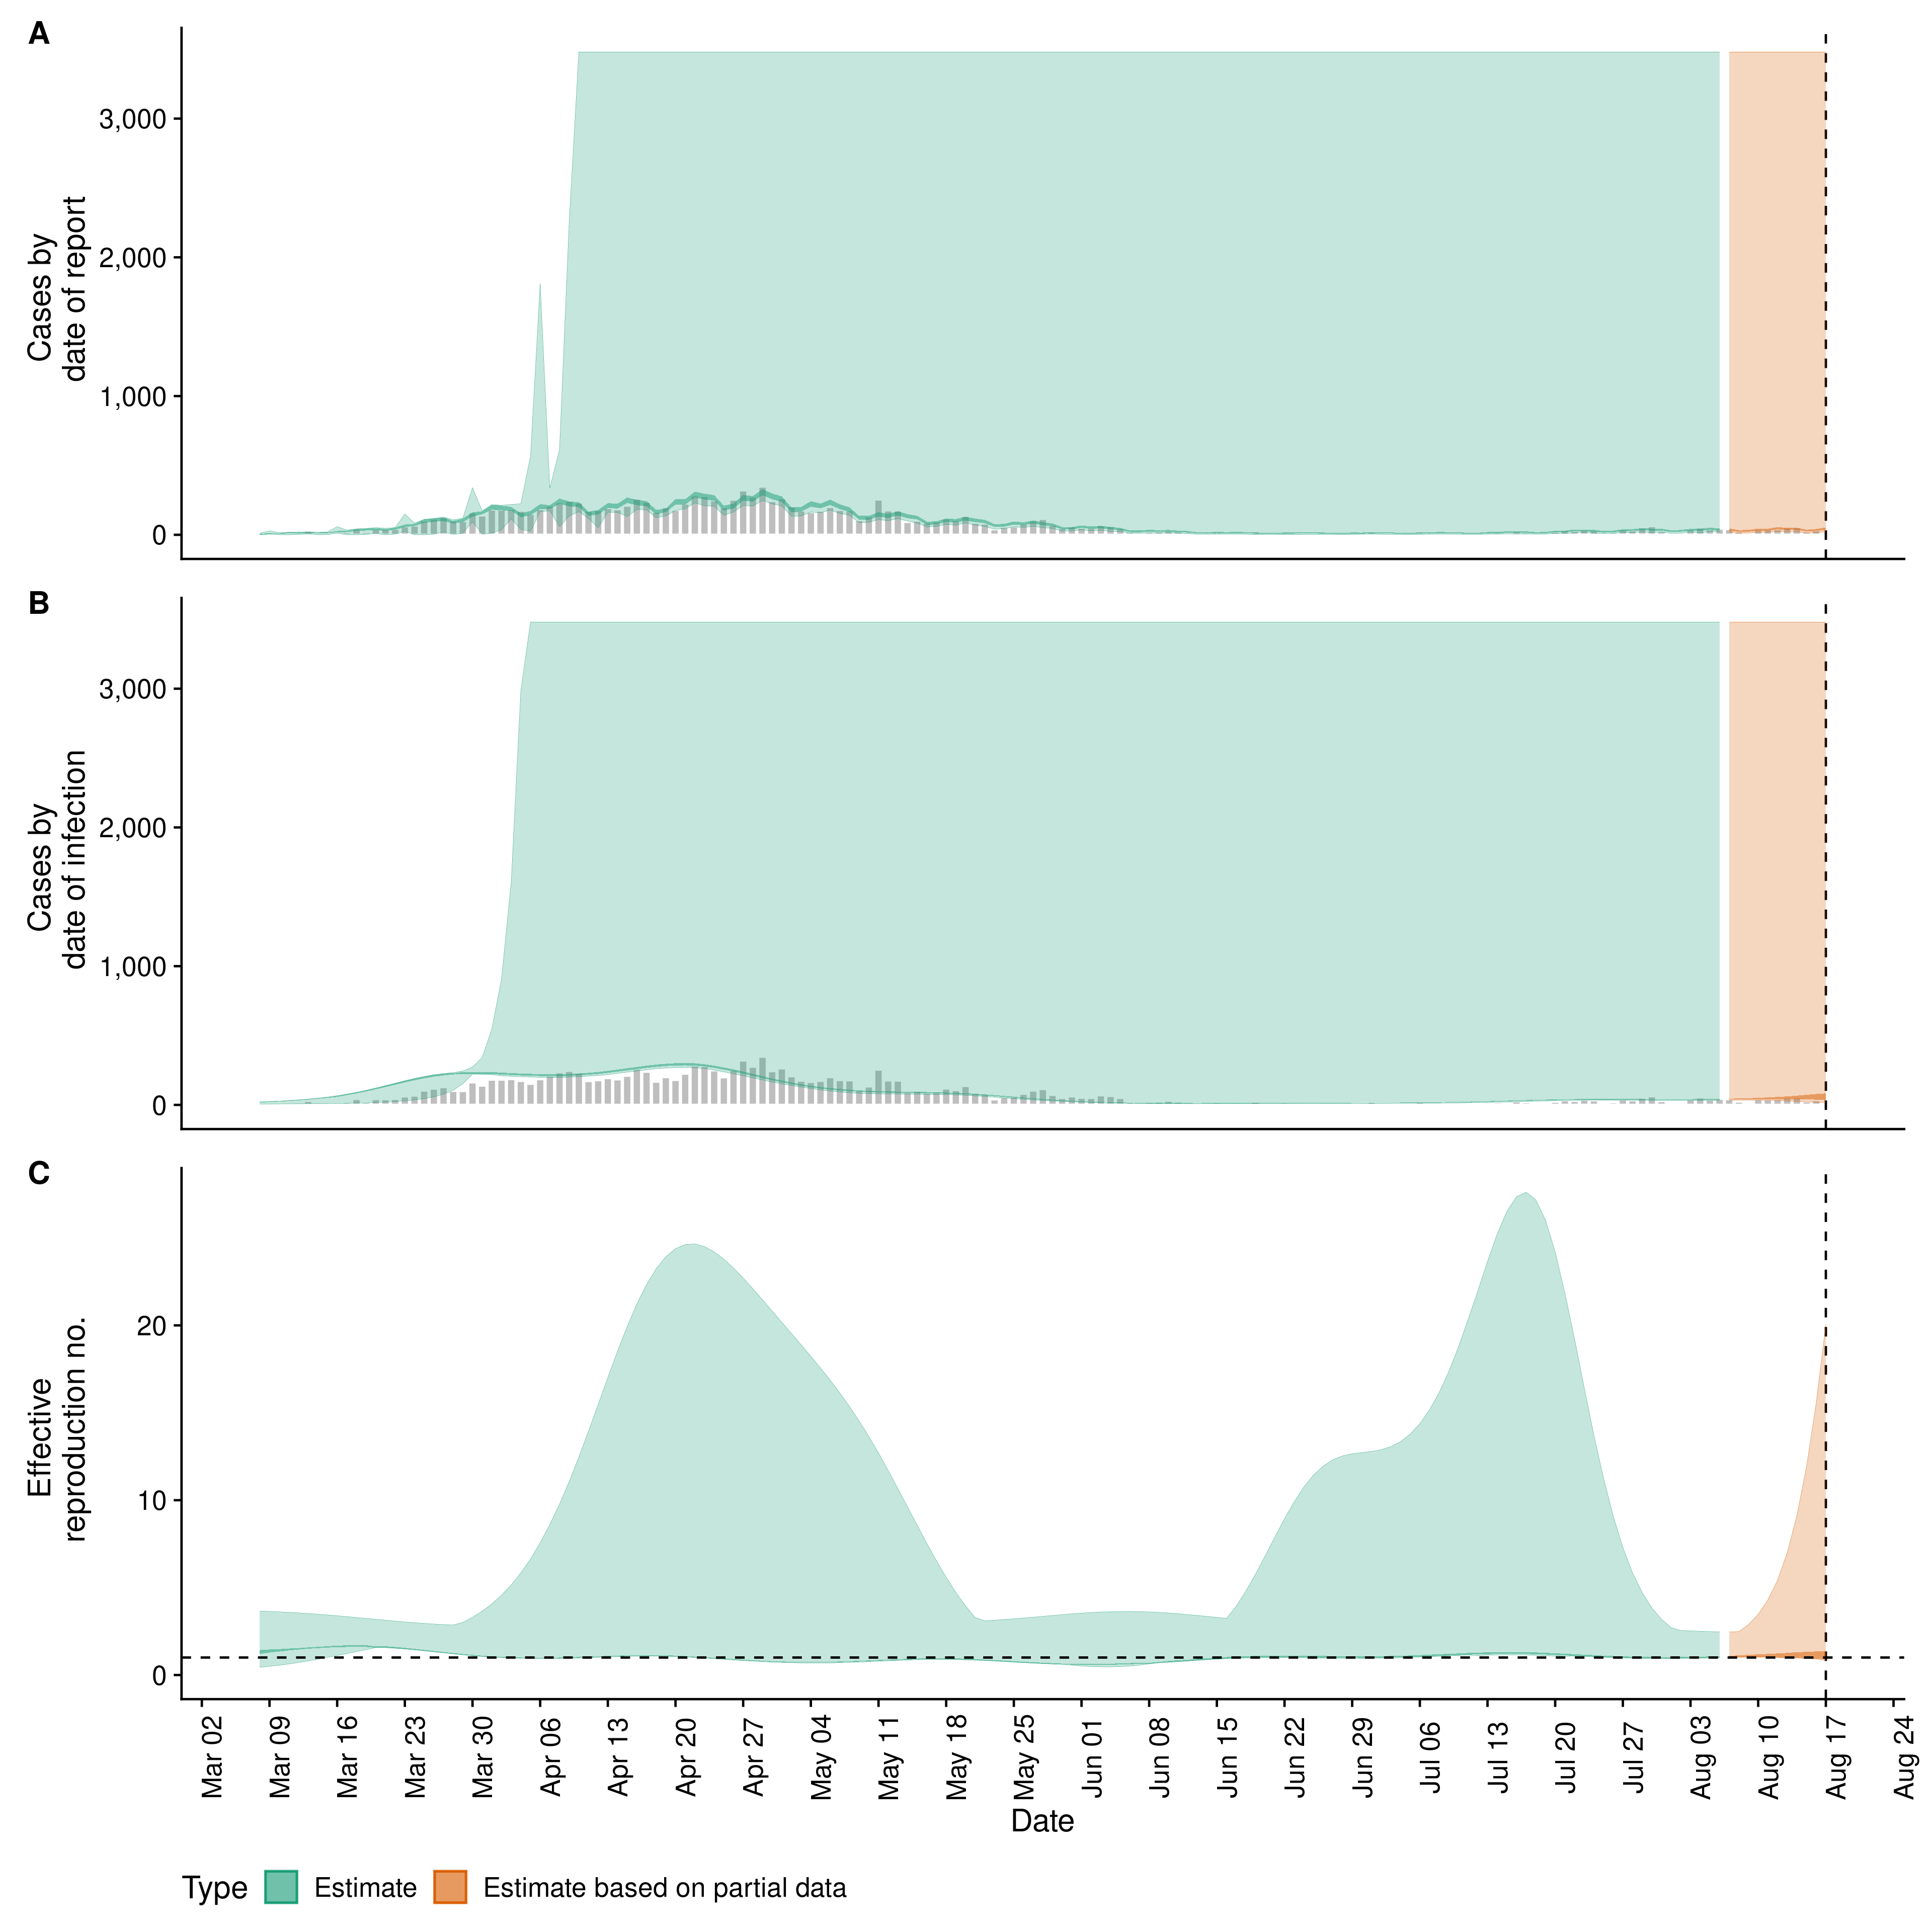 A
Cases by
date of report
3,000
2,000
1,000
0
B
Cases by
date of infection
3,000
2,000
1,000
0
C
Effective
reproduction no.
20
10
0
Mar 02
Mar 09
Mar 16
Mar 23
Mar 30
Apr 06
Apr 13
Apr 20
Apr 27
May 04
May 11
May 18
May 25
Jun 01
Jun 08
Jun 15
Jun 22
Jun 29
Jul 06
Jul 13
Jul 20
Jul 27
Aug 03
Aug 10
Aug 17
Aug 24
Date
Type Estimate Estimate based on partial data